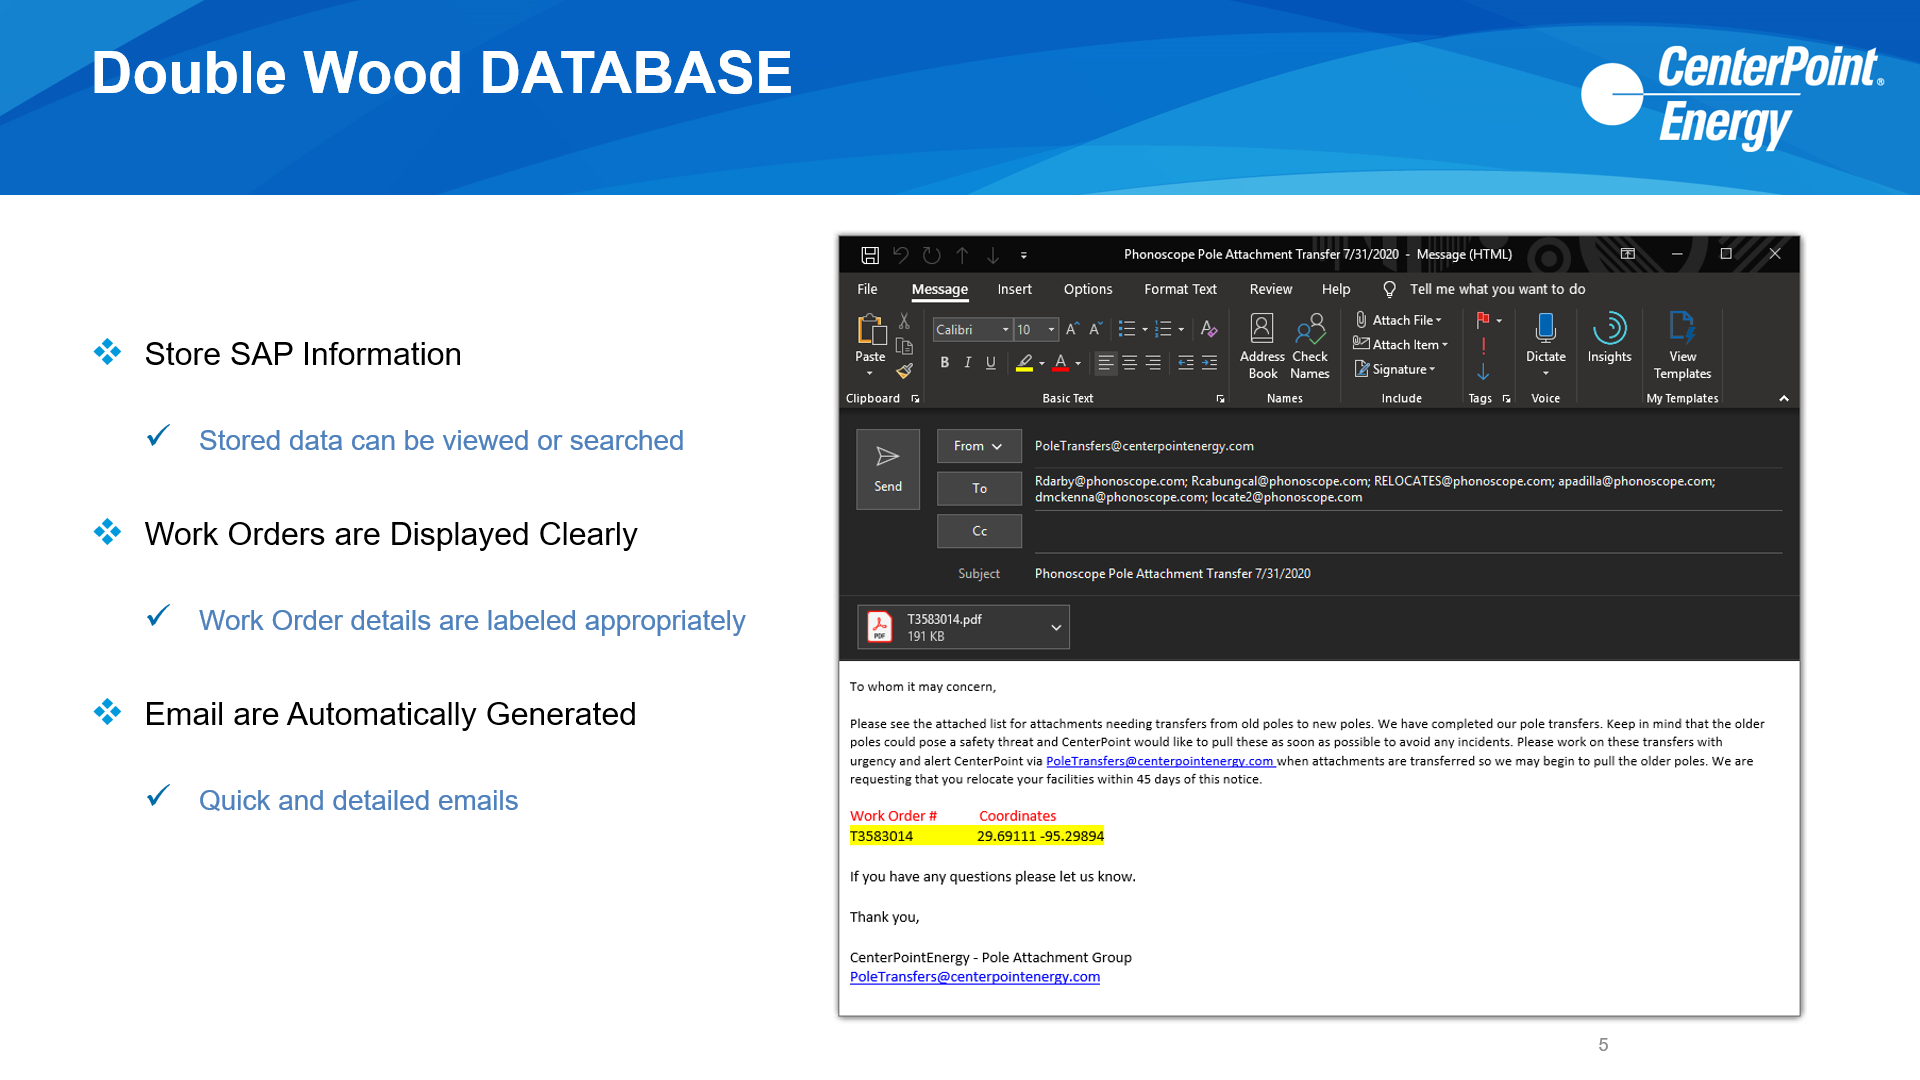 Double Wood DATABASE
CenterPoint®
Energy
Store SAP Information
Stored data can be viewed or searched
Work Orders are Displayed Clearly
Work Order details are labeled appropriately
Email are Automatically Generated
Quick and detailed emails
Phonoscope Pole Attachment Transfer 7/31/2020 - Message (HTML)
File Message Insert Options Format Text Review Help Tell me what you want to do
Paste
Clipboard
Calibri 10 A A A
B I U A
Basic Text
Address Book
Check Names
Names
Attach File
Attach Item
Signature
Include
Tags
Dictate
Voice
Insights
View Templates
My Templates
Send
From PoleTransfers@centerpointenergy.com
To Rdarby@phonoscope.com; Rcabungcal@phonoscope.com; RELOCATES@phonoscope.com; apadilla@phonoscope.com;
dmckenna@phonoscope.com; locate2@phonoscope.com
Cc
Subject Phonoscope Pole Attachment Transfer 7/31/2020
PDF
T3583014.pdf
191 KB
To whom it may concern,
Please see the attached list for attachments needing transfers from old poles to new poles. We have completed our pole transfers. Keep in mind that the older
poles could pose a safety threat and CenterPoint would like to pull these as soon as possible to avoid any incidents. Please work on these transfers with
urgency and alert CenterPoint via PoleTransfers@centerpointenergy.com when attachments are transferred so we may begin to pull the older poles. We are
requesting that you relocate your facilities within 45 days of this notice.
Work Order # Coordinates
T3583014 29.69111 -95.29894
If you have any questions please let us know.
Thank you,
CenterPointEnergy - Pole Attachment Group
PoleTransfers@centerpointenergy.com
5